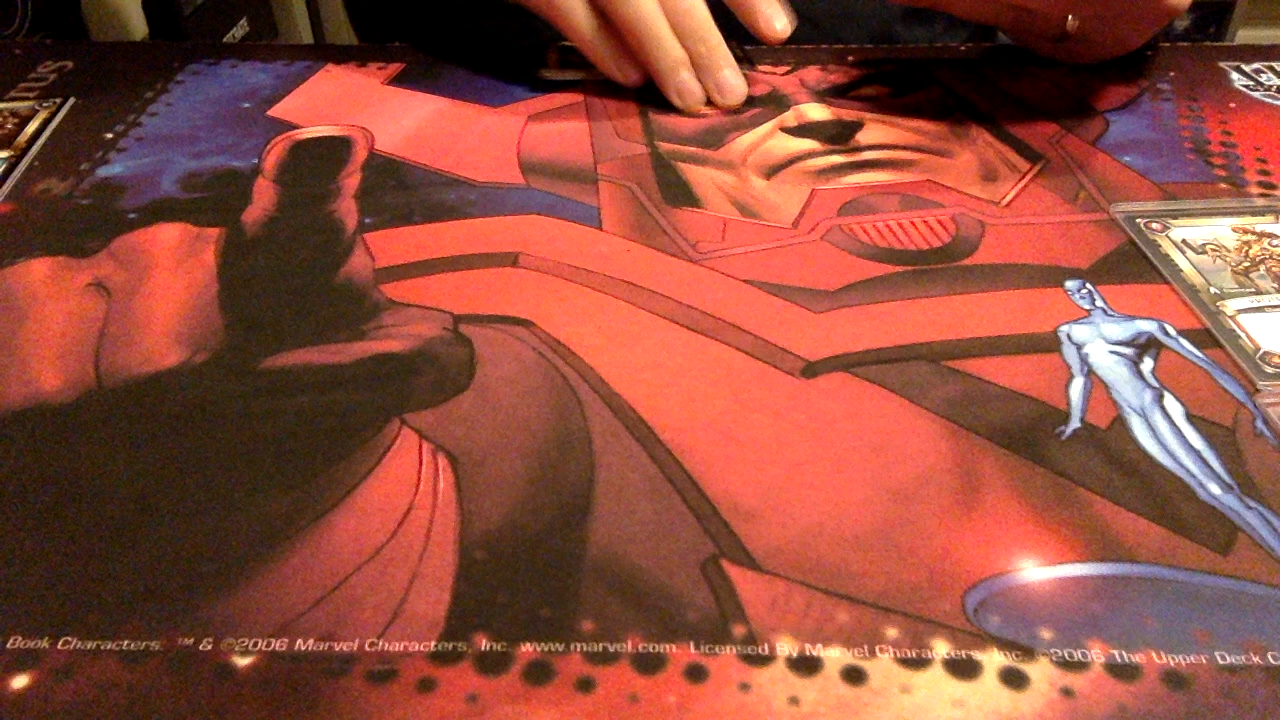 Book Characters. ™ & ©2006 Marvel Characters, Inc. www.marvel.com. Licensed By Marvel Characters, Inc. ©2006 The Upper Deck C